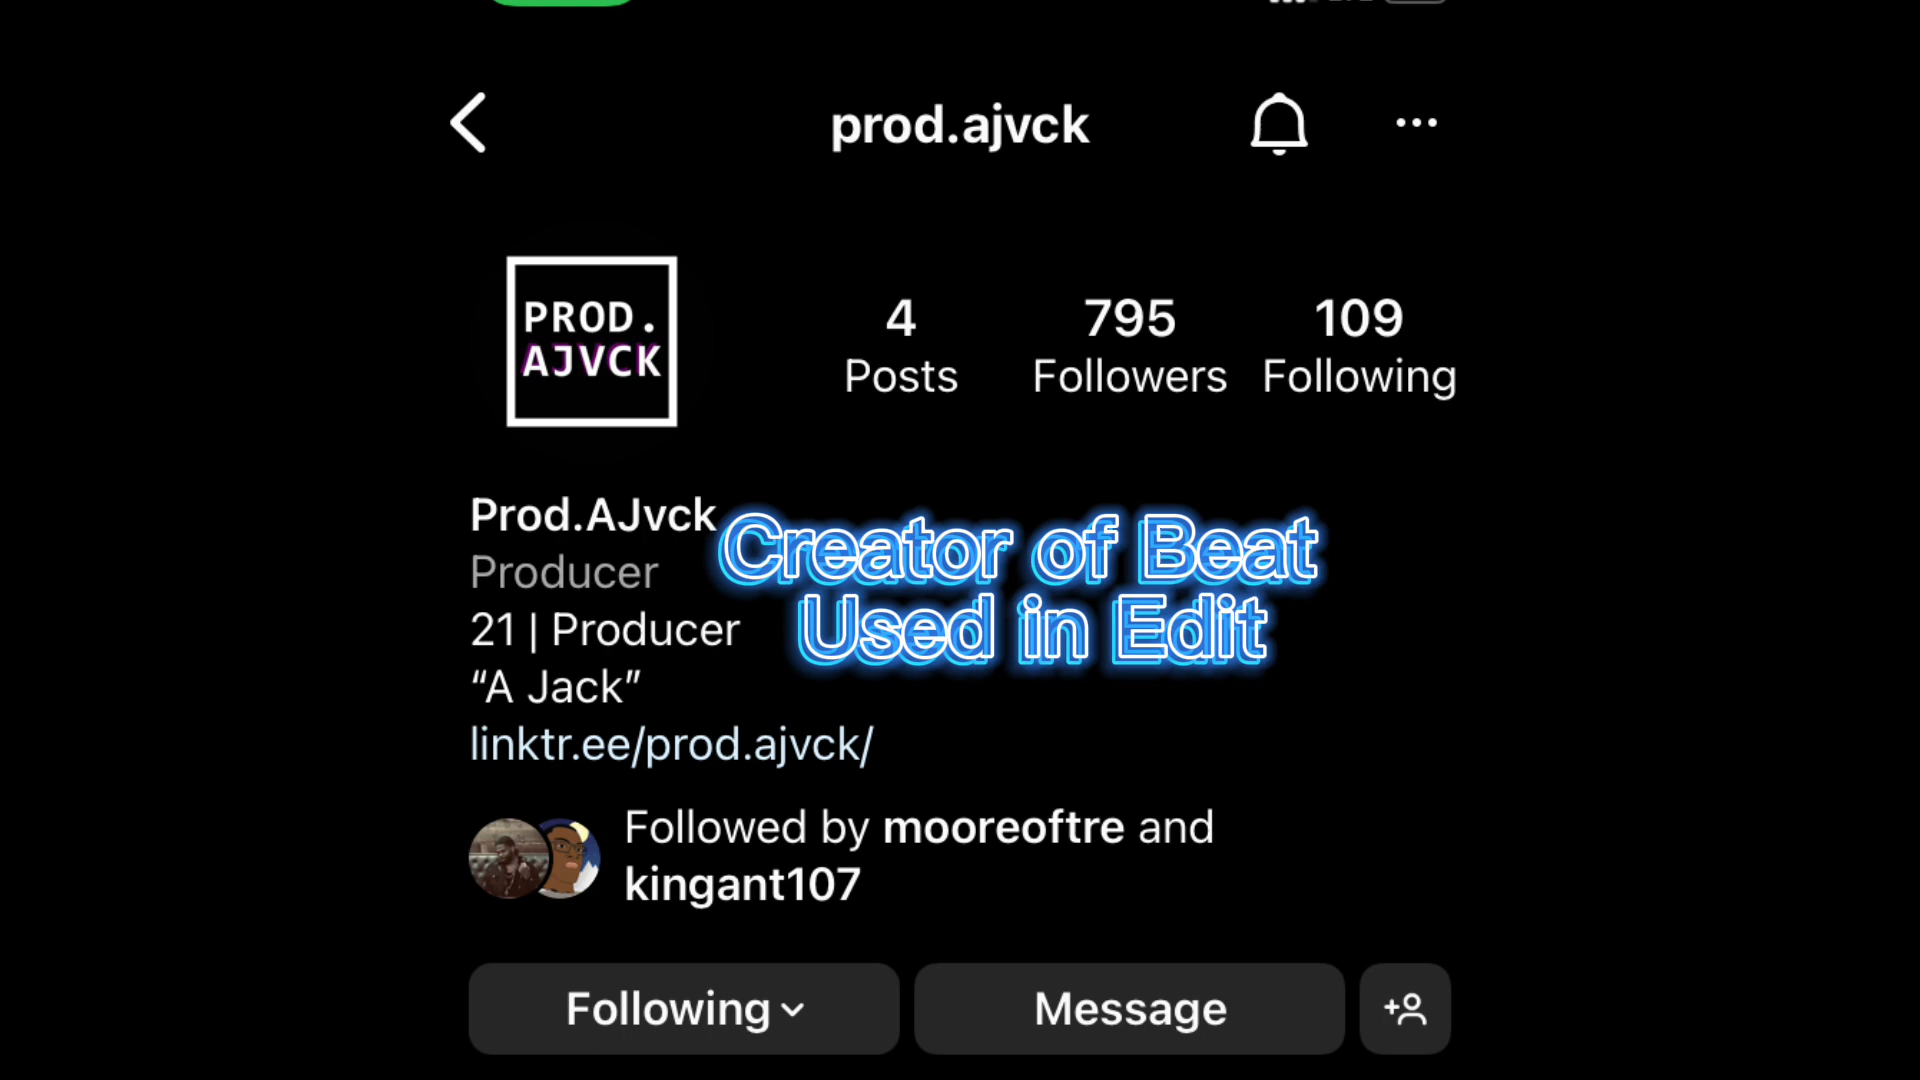 prod.ajvck
PROD.
AJVCK
4
Posts
795
Followers
109
Following
Prod.AJvck
Producer
21 | Producer
“A Jack”
linktr.ee/prod.ajvck/
Creator of Beat
Used in Edit
Followed by mooreoftre and
kingant107
Following
Message